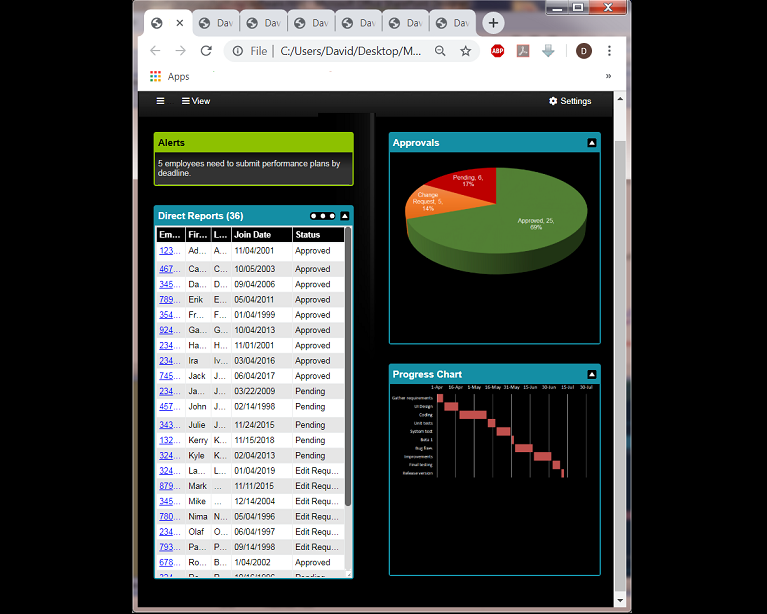 Dav
Dav
Dav
Dav
Dav
Dav
File | C:/Users/David/Desktop/M...
ABP
D
Apps
»
View
Settings
Alerts
5 employees need to submit performance plans by
deadline.
Direct Reports (36)
Em... Fir... L... Join Date Status
123... Ad... A... 11/04/2001 Approved
467... Ca... C... 10/05/2003 Approved
345... Da... D... 09/04/2006 Approved
789... Erik E... 05/04/2011 Approved
354... Fr... F... 01/04/1999 Approved
924... Ga... G... 10/04/2013 Approved
234... Ha... H... 11/01/2001 Approved
234... Ira Iv... 03/04/2016 Approved
745... Jack J... 06/04/2017 Approved
234... Ja... J... 03/22/2009 Pending
457... John J... 02/14/1998 Pending
343... Julie J... 11/24/2015 Pending
132... Kerry K... 11/15/2018 Pending
324... Kyle K... 02/04/2013 Pending
324... La... L... 01/04/2019 Edit Requ...
879... Mark ... 11/11/2015 Edit Requ...
345... Mike ... 12/14/2004 Edit Requ...
780... Nima N... 05/04/1996 Edit Requ...
234... Olaf O... 06/04/1997 Edit Requ...
793... Pa... P... 09/14/1998 Edit Requ...
678... Ro... B... 1/04/2002 Approved
Approvals
Pending, 6,
17%
Change
Request, 5,
14%
Approved, 25,
69%
Progress Chart
1-Apr 16-Apr 1-May 16-May 31-May 15-Jun 30-Jun 15-Jul 30-Jul
Gather requirements
UI Design
Coding
Unit tests
System test
Beta 1
Bug fixes
Improvements
Final testing
Release version